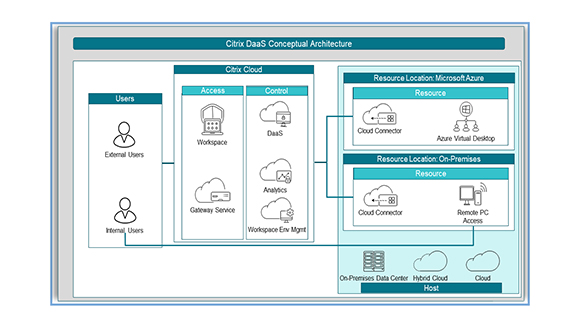 Citrix DaaS Conceptual Architecture
Users
External Users
Internal Users
Citrix Cloud
Access
Workspace
Gateway Service
Control
DaaS
Analytics
Workspace Env Mgmt
Resource Location: Microsoft Azure
Resource
Cloud Connector
Azure Virtual Desktop
Resource Location: On-Premises
Resource
Cloud Connector
Remote PC
Access
On-Premises Data Center
Hybrid Cloud
Cloud
Host